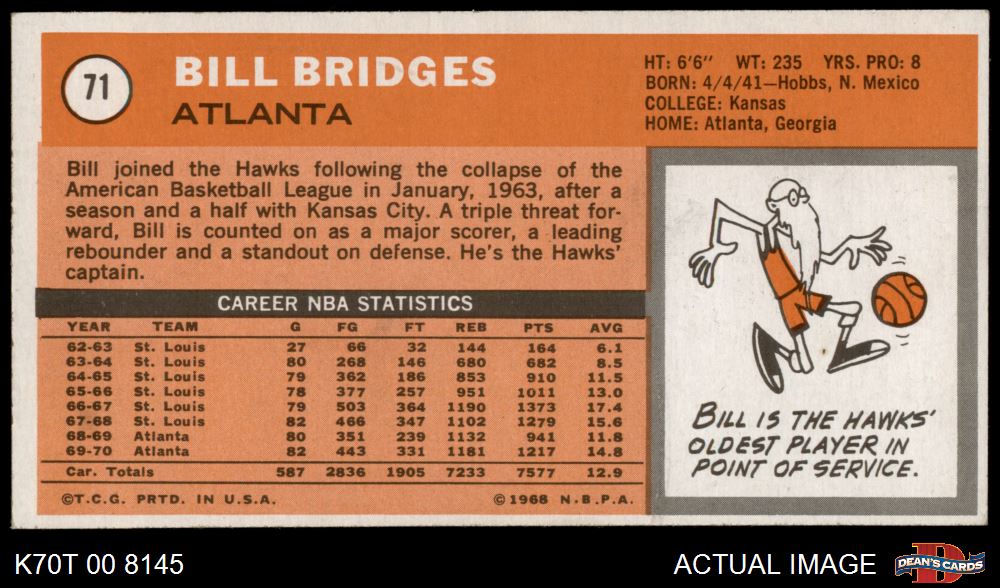 71
BILL BRIDGES
ATLANTA
HT: 6'6" WT: 235 YRS. PRO: 8
BORN: 4/4/41—Hobbs, N. Mexico
COLLEGE: Kansas
HOME: Atlanta, Georgia
Bill joined the Hawks following the collapse of the
American Basketball League in January, 1963, after a
season and a half with Kansas City. A triple threat for-
ward, Bill is counted on as a major scorer, a leading
rebounder and a standout on defense. He's the Hawks'
captain.
CAREER NBA STATISTICS
YEAR TEAM G FG FT REB PTS AVG
62-63 St. Louis 27 66 32 144 164 6.1
63-64 St. Louis 80 268 146 680 682 8.5
64-65 St. Louis 79 362 186 853 910 11.5
65-66 St. Louis 78 377 257 951 1011 13.0
66-67 St. Louis 79 503 364 1190 1373 17.4
67-68 St. Louis 82 466 347 1102 1279 15.6
68-69 Atlanta 80 351 239 1132 941 11.8
69-70 Atlanta 82 443 331 1181 1217 14.8
Car. Totals 587 2836 1905 7233 7577 12.9
©T.C.G. PRTD. IN U.S.A. ©1968 N.B.P.A.
BILL IS THE HAWKS'
OLDEST PLAYER IN
POINT OF SERVICE.
K70T 00 8145
ACTUAL IMAGE
D
DEAN'S CARDS